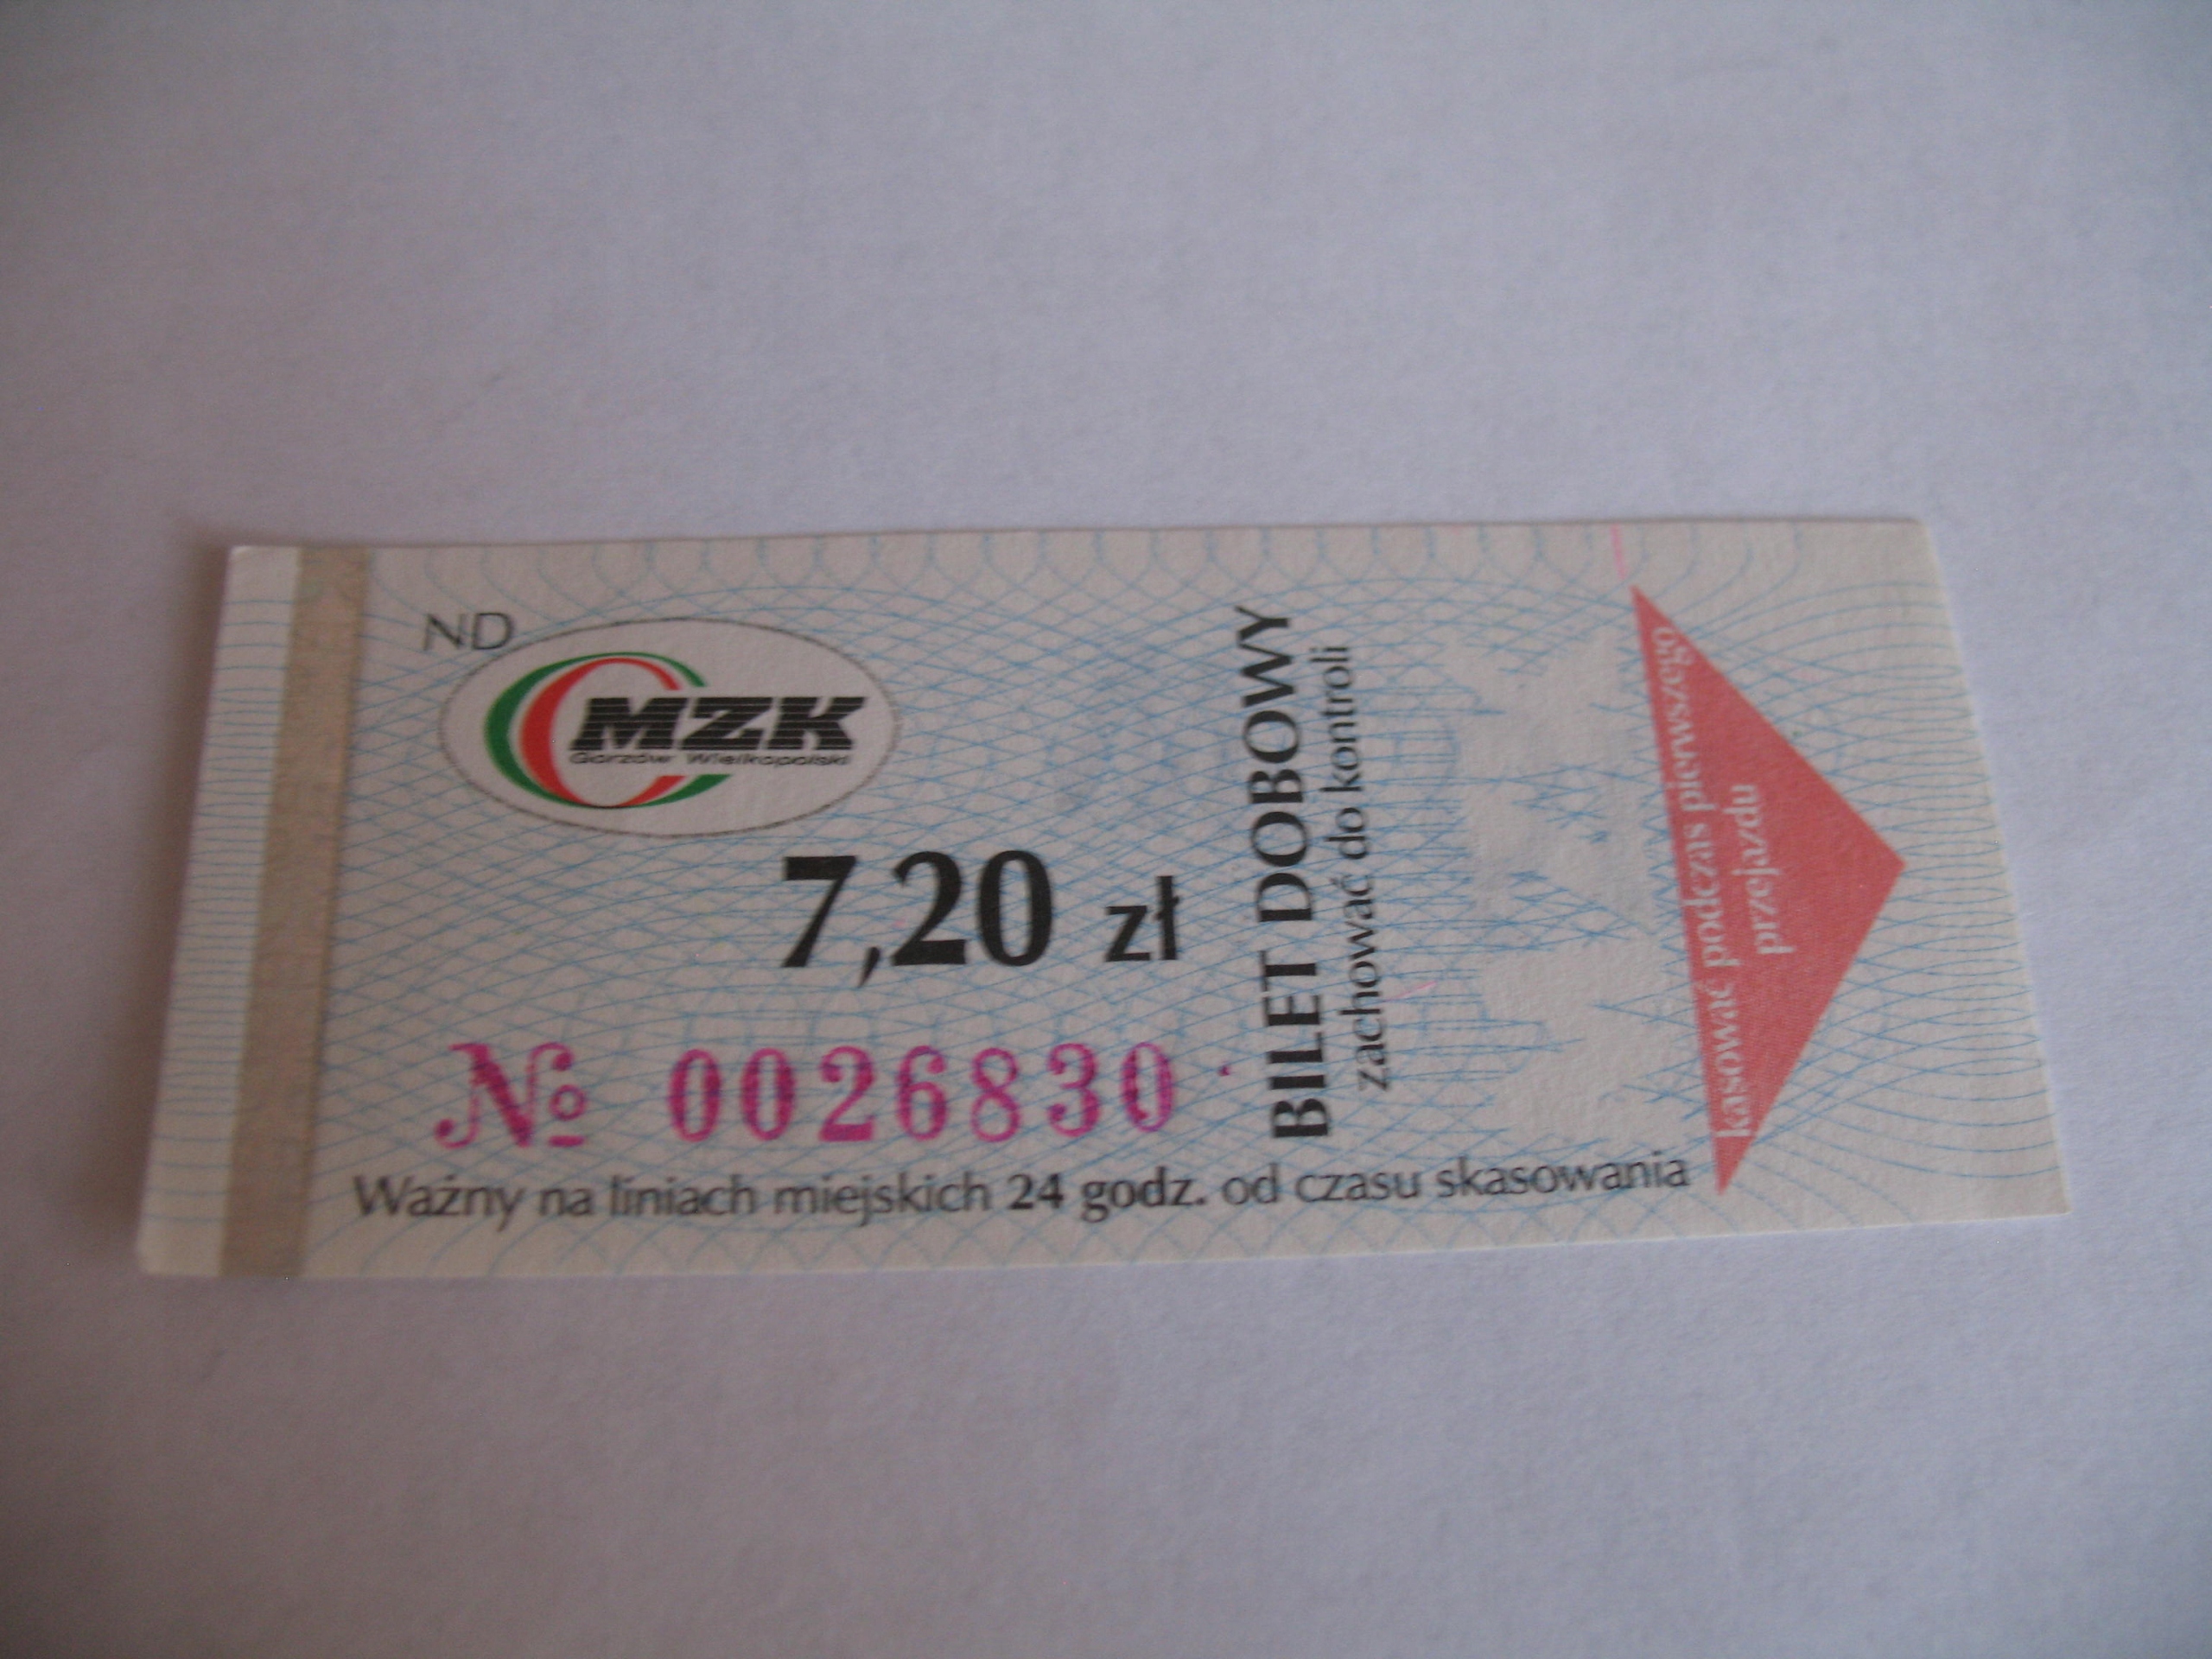 ND
MZK
Gorzów Wielkopolski
7,20 zł
№ 0026830
Ważny na liniach miejskich 24 godz. od czasu skasowania
BILET DOBOWY
zachować do kontroli
kasować podczas pierwszego
przejazdu